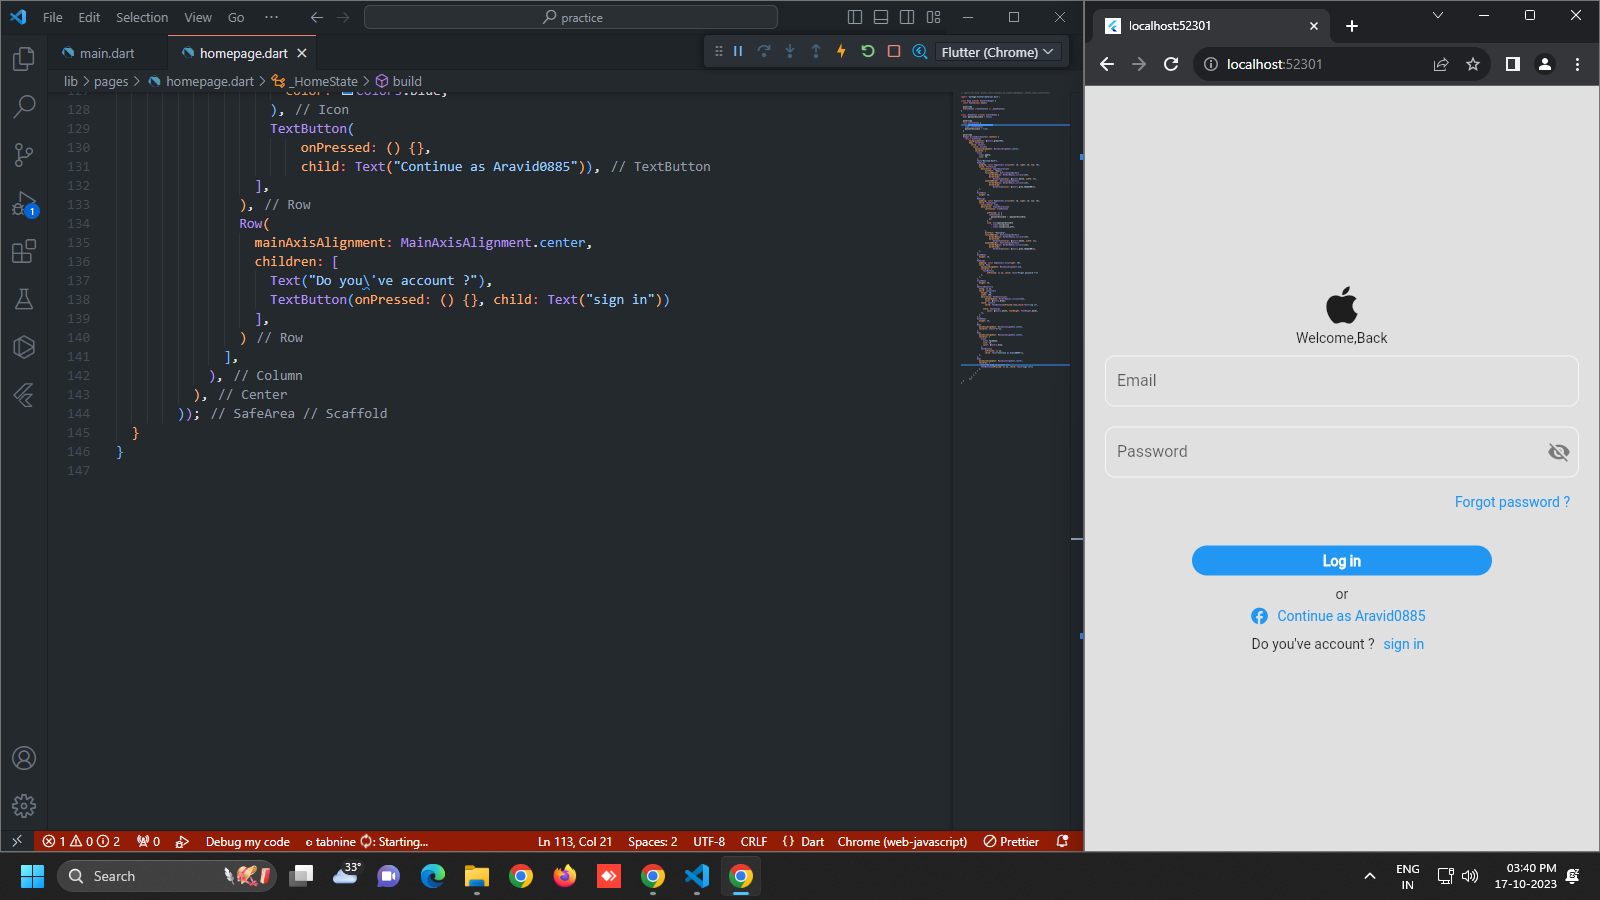 File Edit Selection View Go ··· practice
main.dart homepage.dart Flutter (Chrome)
lib > pages > homepage.dart > _HomeState > build
128 ), // Icon
129 TextButton(
130 onPressed: () {},
131 child: Text("Continue as Aravid0885")), // TextButton
132 ],
133 ), // Row
134 Row(
135 mainAxisAlignment: MainAxisAlignment.center,
136 children: [
137 Text("Do you\'ve account ?"),
138 TextButton(onPressed: () {}, child: Text("sign in"))
139 ],
140 ) // Row
141 ],
142 ), // Column
143 ), // Center
144 )); // SafeArea // Scaffold
145 }
146 }
147
1
1 0 2 0 Debug my code tabnine : Starting... Ln 113, Col 21 Spaces: 2 UTF-8 CRLF {} Dart Chrome (web-javascript) Prettier
localhost:52301
localhost:52301
Welcome,Back
Email
Password
Forgot password ?
Log in
or
Continue as Aravid0885
Do you've account ? sign in
Search
33°
ENG
IN
03:40 PM
17-10-2023